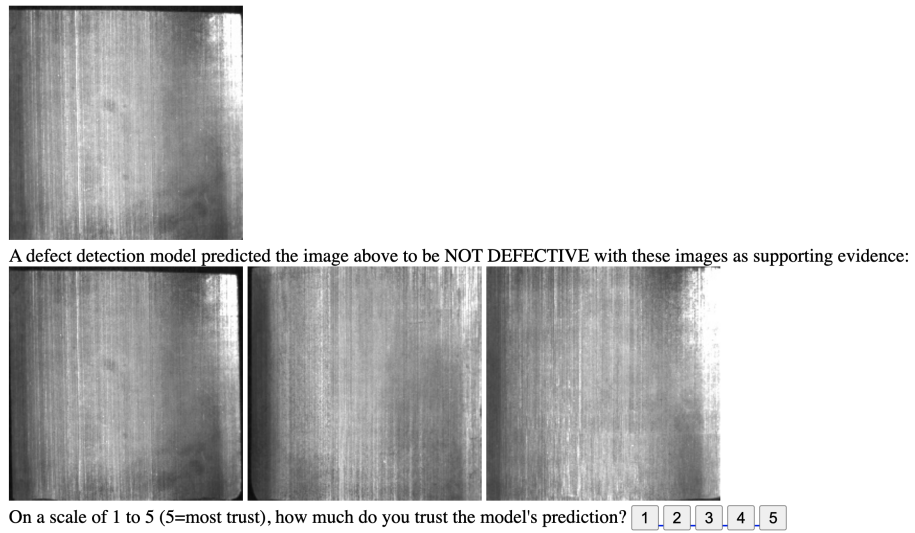 A defect detection model predicted the image above to be NOT DEFECTIVE with these images as supporting evidence:
On a scale of 1 to 5 (5=most trust), how much do you trust the model's prediction? 1 2 3 4 5